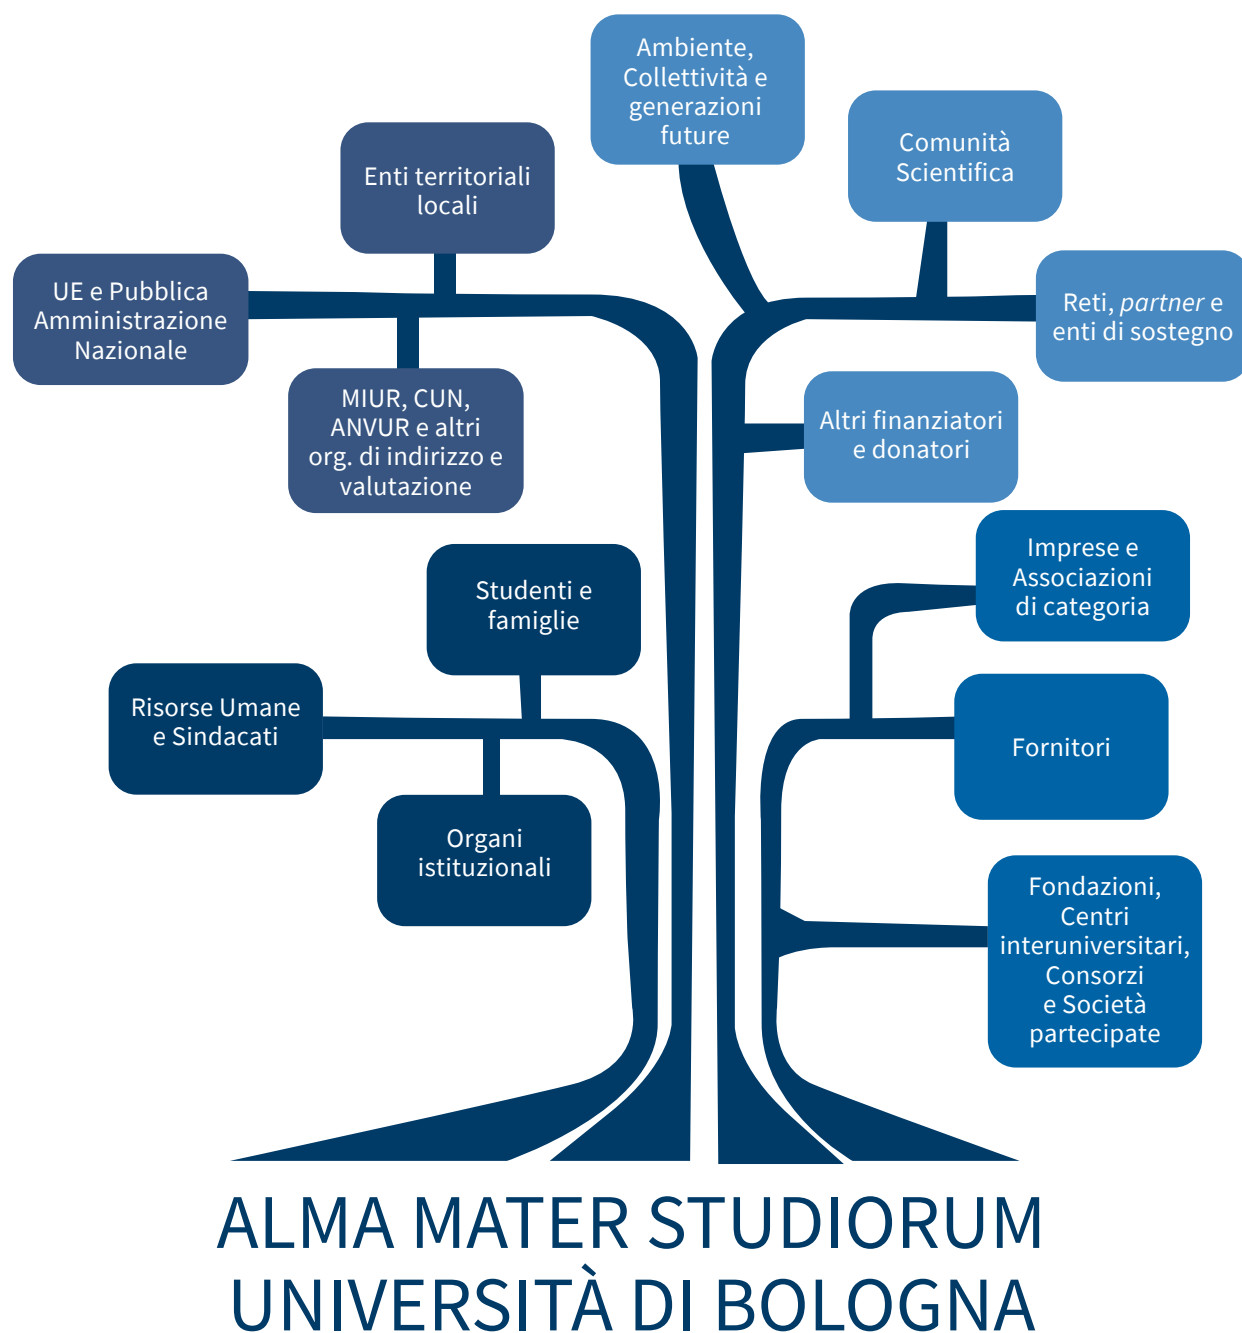 Ambiente,
Collettività e
generazioni
future
Comunità
Scientifica
Enti territoriali
locali
UE e Pubblica
Amministrazione
Nazionale
Reti, partner e
enti di sostegno
MIUR, CUN,
ANVUR e altri
org. di indirizzo e
valutazione
Altri finanziatori
e donatori
Imprese e
Associazioni
di categoria
Studenti e
famiglie
Risorse Umane
e Sindacati
Fornitori
Organi
istituzionali
Fondazioni,
Centri
interuniversitari,
Consorzi
e Società
partecipate
ALMA MATER STUDIORUM
UNIVERSITÀ DI BOLOGNA